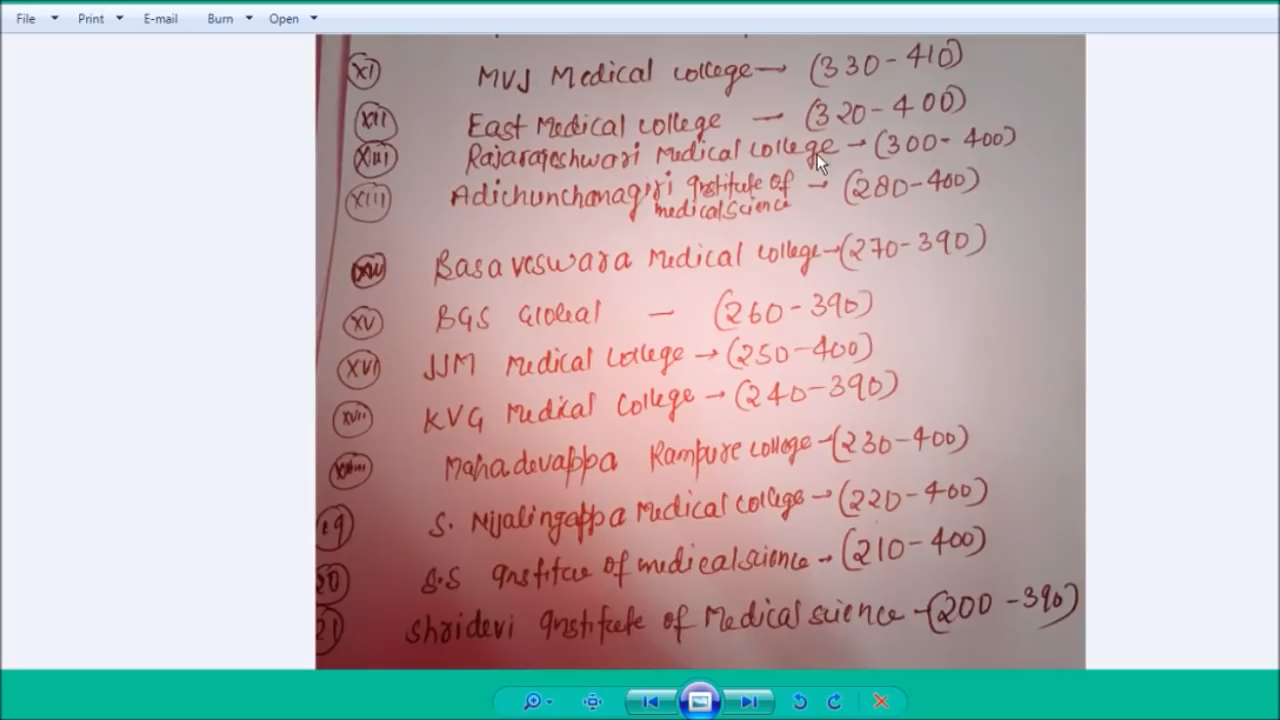 File Print E-mail Burn Open
XI MVJ Medical college → (330-410)
XII East Medical college — (320-400)
XIII Rajarajeshwari Medical college → (300-400)
XIII Adichunchanagiri Institute of → (280-400)
medical science
Basaveswara Medical college → (270-390)
XV BGS Global — (260-390)
XVI JJM Medical College → (250-400)
XVII KVG Medical College → (240-390)
Mahadevappa Rampure college - (230-400)
19 S. Nijalingappa Medical college → (220-400)
20 S.S Institue of medical science → (210-400)
21 Shridevi Institute of Medical science - (200-390)